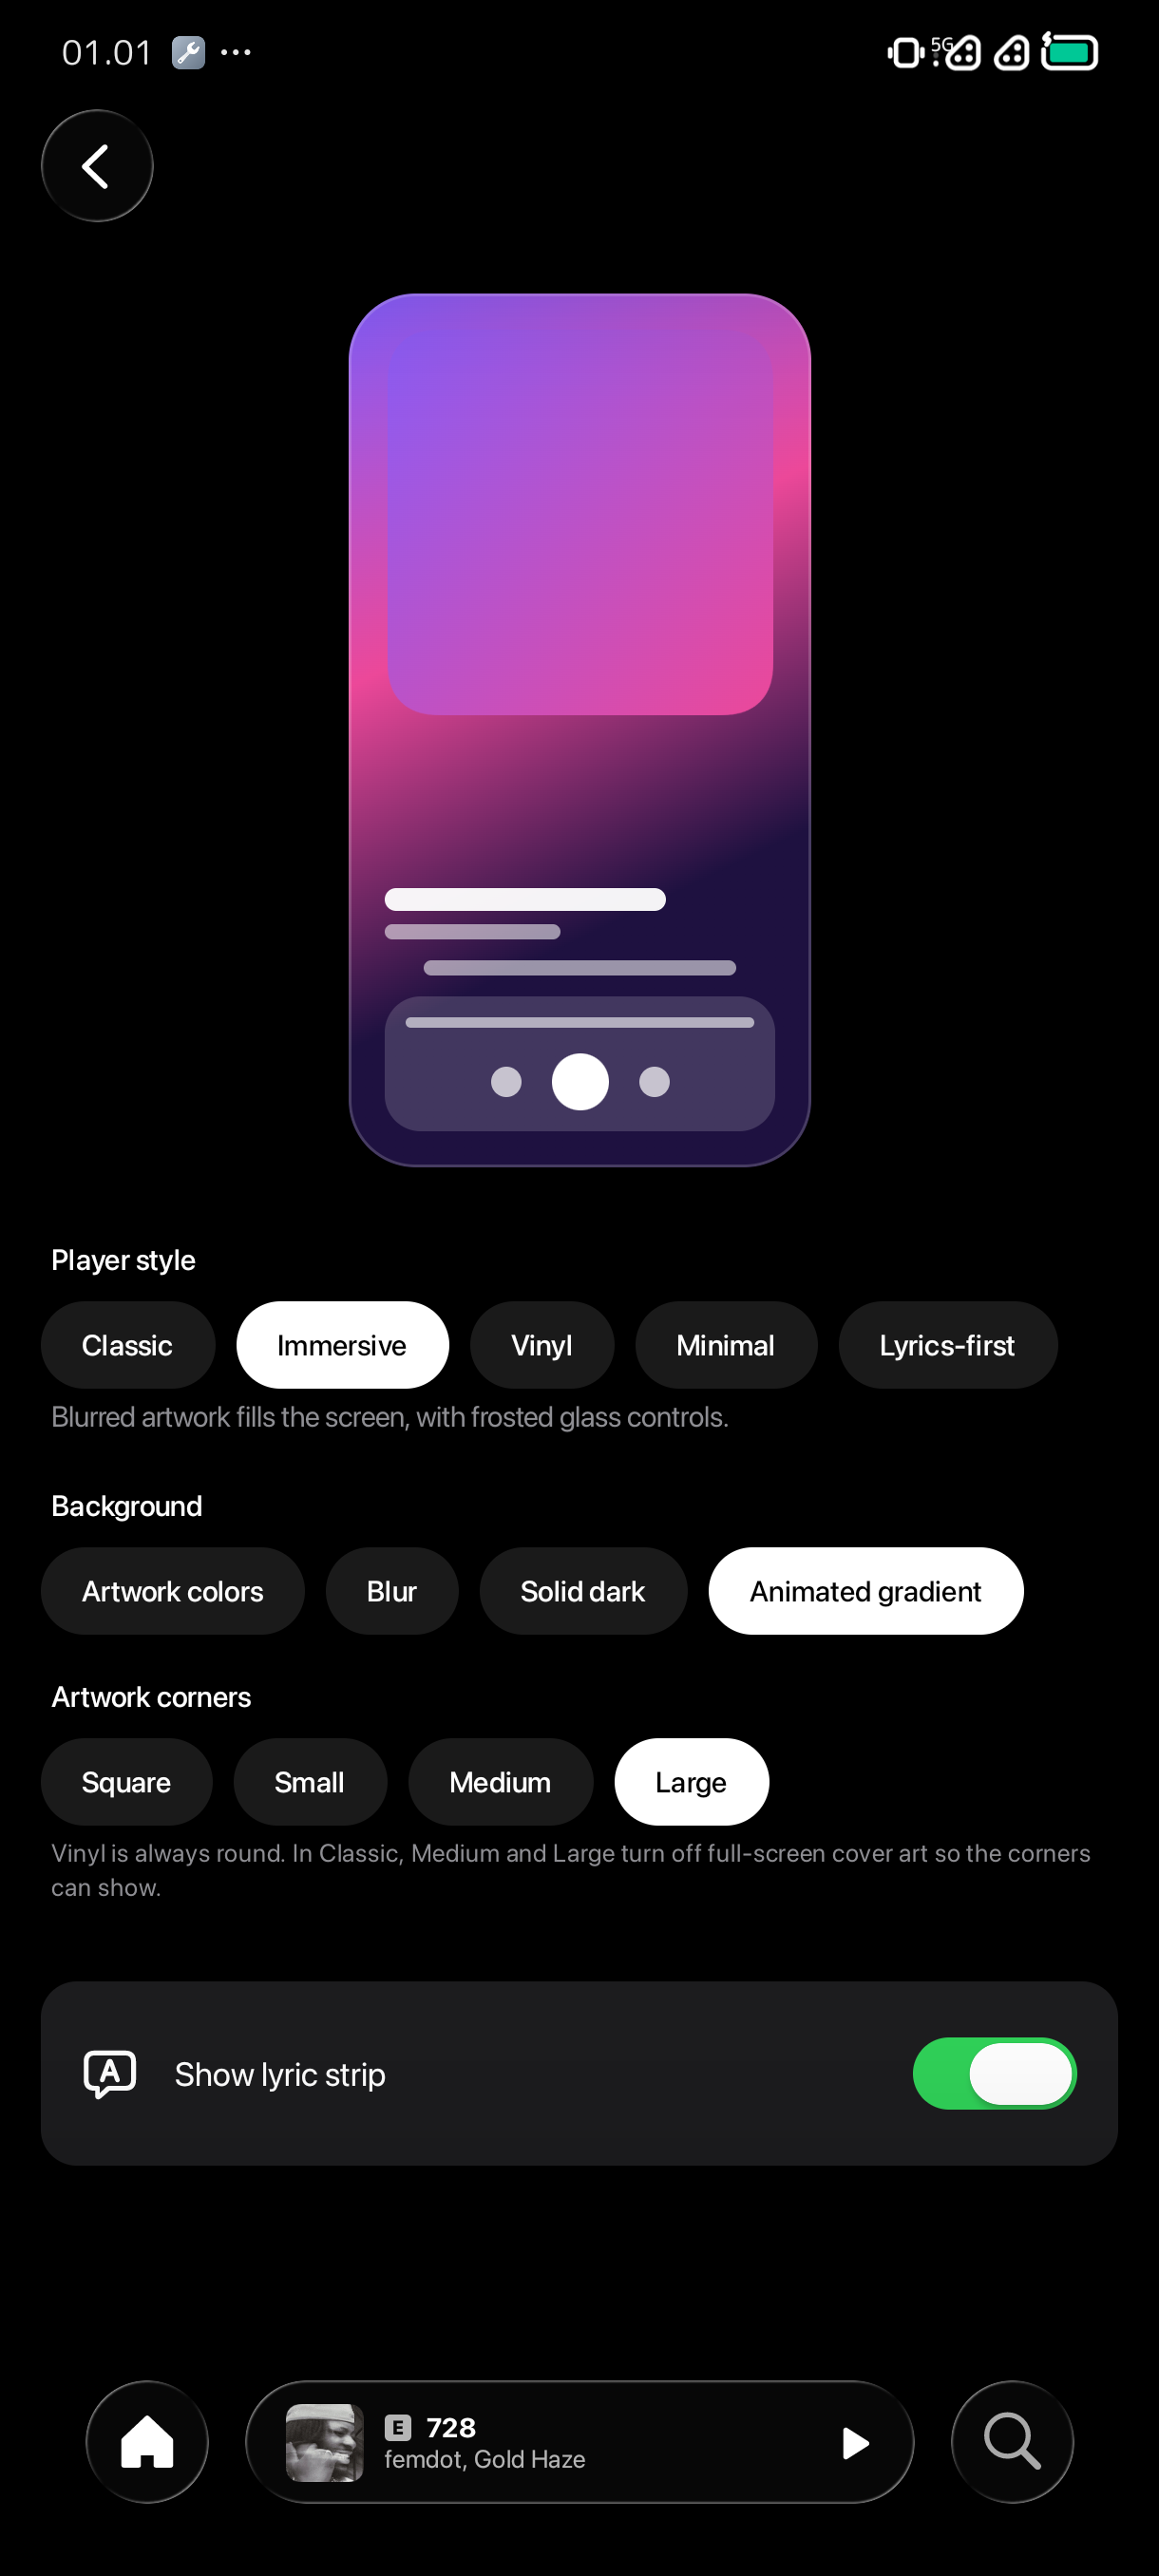 01.01
5G
Player style
Classic
Immersive
Vinyl
Minimal
Lyrics-first
Blurred artwork fills the screen, with frosted glass controls.
Background
Artwork colors
Blur
Solid dark
Animated gradient
Artwork corners
Square
Small
Medium
Large
Vinyl is always round. In Classic, Medium and Large turn off full-screen cover art so the corners
can show.
A
Show lyric strip
E 728
femdot, Gold Haze